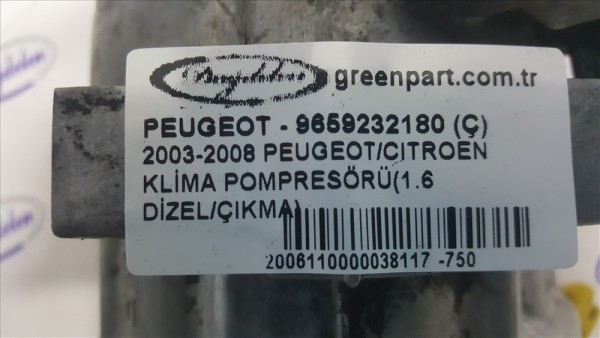 greenpart.com.tr
PEUGEOT - 9659232180 (Ç)
2003-2008 PEUGEOT/CITROEN
KLİMA POMPRESÖRÜ(1.6
DİZEL/ÇIKMA)
2006110000038117 -750